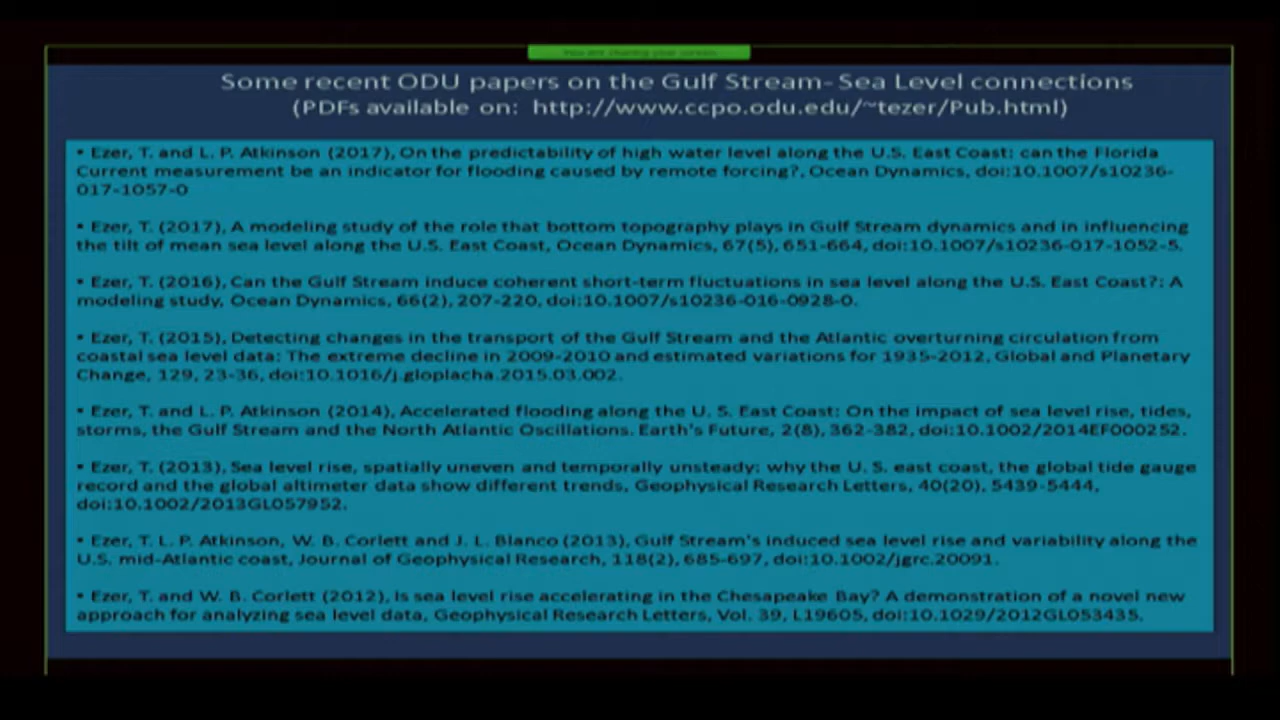 You are sharing your screen
Some recent ODU papers on the Gulf Stream- Sea Level connections
(PDFs available on: http://www.ccpo.odu.edu/~tezer/Pub.html)
• Ezer, T. and L. P. Atkinson (2017), On the predictability of high water level along the U.S. East Coast: can the Florida
Current measurement be an indicator for flooding caused by remote forcing?, Ocean Dynamics, doi:10.1007/s10236-
017-1057-0
• Ezer, T. (2017), A modeling study of the role that bottom topography plays in Gulf Stream dynamics and in influencing
the tilt of mean sea level along the U.S. East Coast, Ocean Dynamics, 67(5), 651-664, doi:10.1007/s10236-017-1052-5.
• Ezer, T. (2016), Can the Gulf Stream induce coherent short-term fluctuations in sea level along the U.S. East Coast?: A
modeling study, Ocean Dynamics, 66(2), 207-220, doi:10.1007/s10236-016-0928-0.
• Ezer, T. (2015), Detecting changes in the transport of the Gulf Stream and the Atlantic overturning circulation from
coastal sea level data: The extreme decline in 2009-2010 and estimated variations for 1935-2012, Global and Planetary
Change, 129, 23-36, doi:10.1016/j.gloplacha.2015.03.002.
• Ezer, T. and L. P. Atkinson (2014), Accelerated flooding along the U. S. East Coast: On the impact of sea level rise, tides,
storms, the Gulf Stream and the North Atlantic Oscillations. Earth's Future, 2(8), 362-382, doi:10.1002/2014EF000252.
• Ezer, T. (2013), Sea level rise, spatially uneven and temporally unsteady: why the U. S. east coast, the global tide gauge
record and the global altimeter data show different trends, Geophysical Research Letters, 40(20), 5439-5444,
doi:10.1002/2013GL057952.
• Ezer, T. L. P. Atkinson, W. B. Corlett and J. L. Blanco (2013), Gulf Stream's induced sea level rise and variability along the
U.S. mid-Atlantic coast, Journal of Geophysical Research, 118(2), 685-697, doi:10.1002/jgrc.20091.
• Ezer, T. and W. B. Corlett (2012), Is sea level rise accelerating in the Chesapeake Bay? A demonstration of a novel new
approach for analyzing sea level data, Geophysical Research Letters, Vol. 39, L19605, doi:10.1029/2012GL053435.